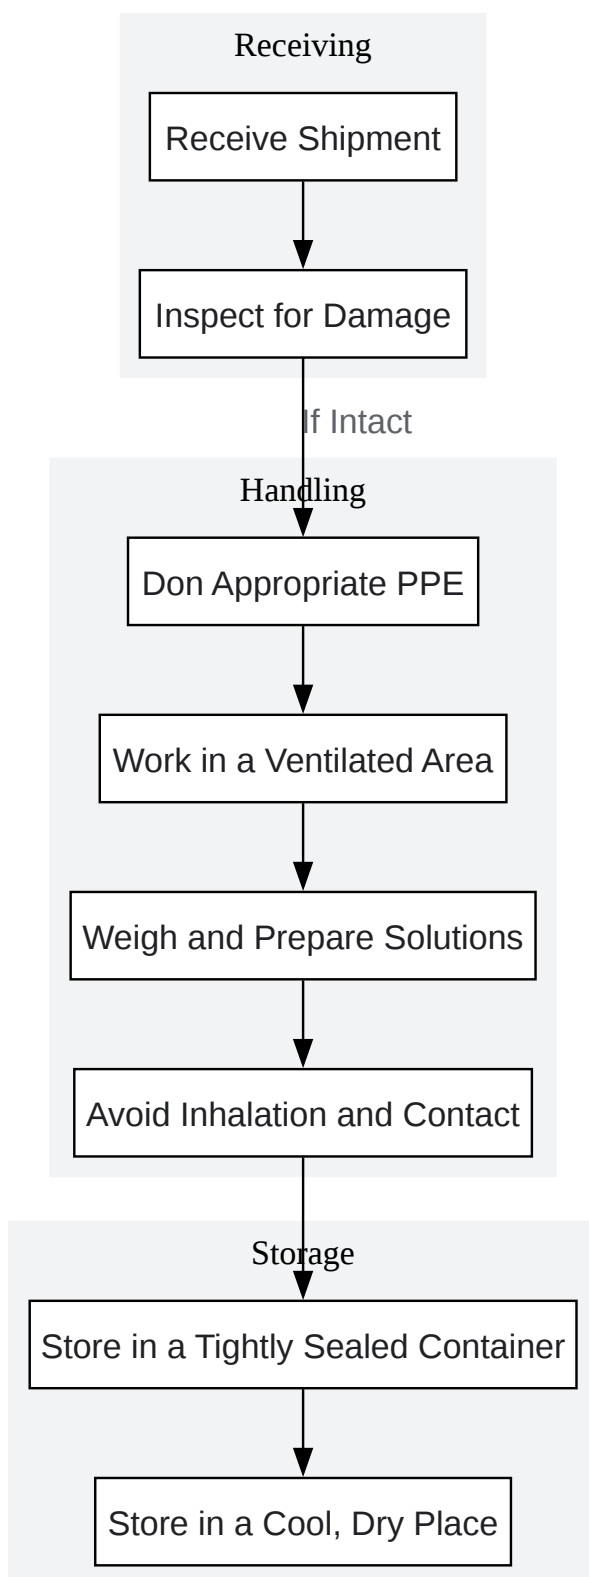 Receiving
Receive Shipment
Inspect for Damage
If Intact
Handling
Don Appropriate PPE
Work in a Ventilated Area
Weigh and Prepare Solutions
Avoid Inhalation and Contact
Storage
Store in a Tightly Sealed Container
Store in a Cool, Dry Place